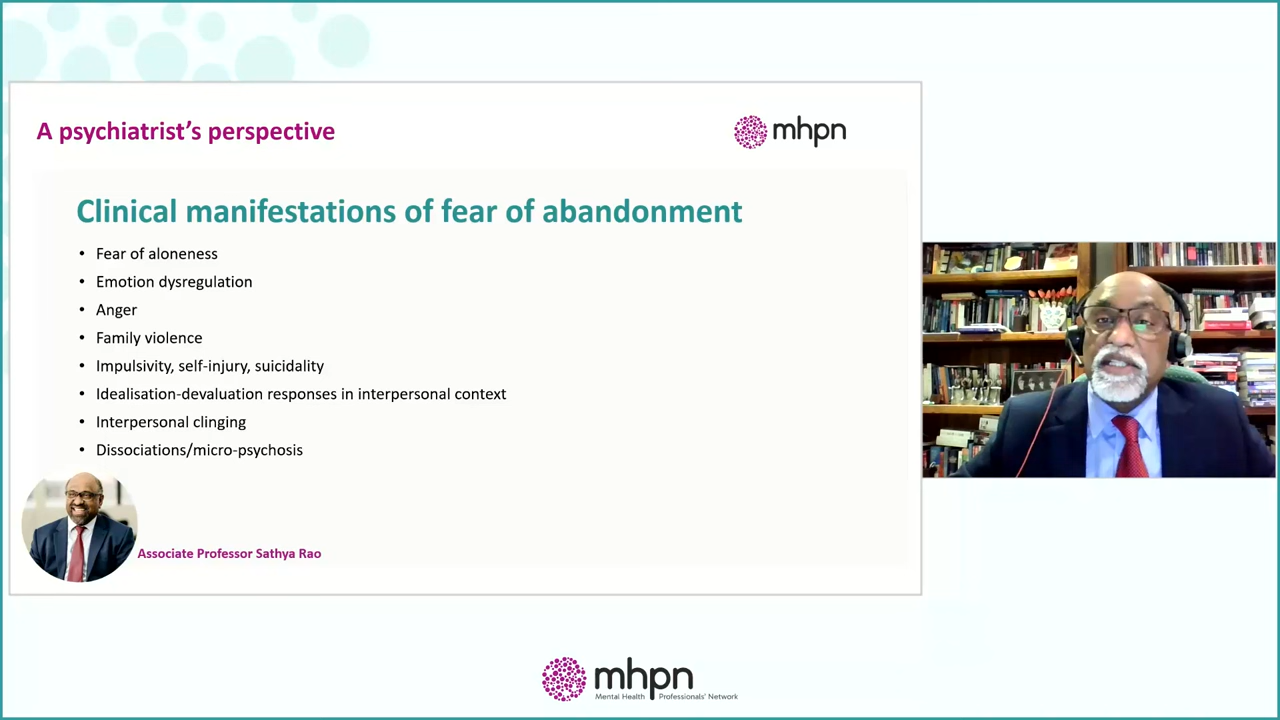 A psychiatrist’s perspective
mhpn
Clinical manifestations of fear of abandonment
• Fear of aloneness
• Emotion dysregulation
• Anger
• Family violence
• Impulsivity, self-injury, suicidality
• Idealisation-devaluation responses in interpersonal context
• Interpersonal clinging
• Dissociations/micro-psychosis
Associate Professor Sathya Rao
mhpn
Mental Health Professionals' Network